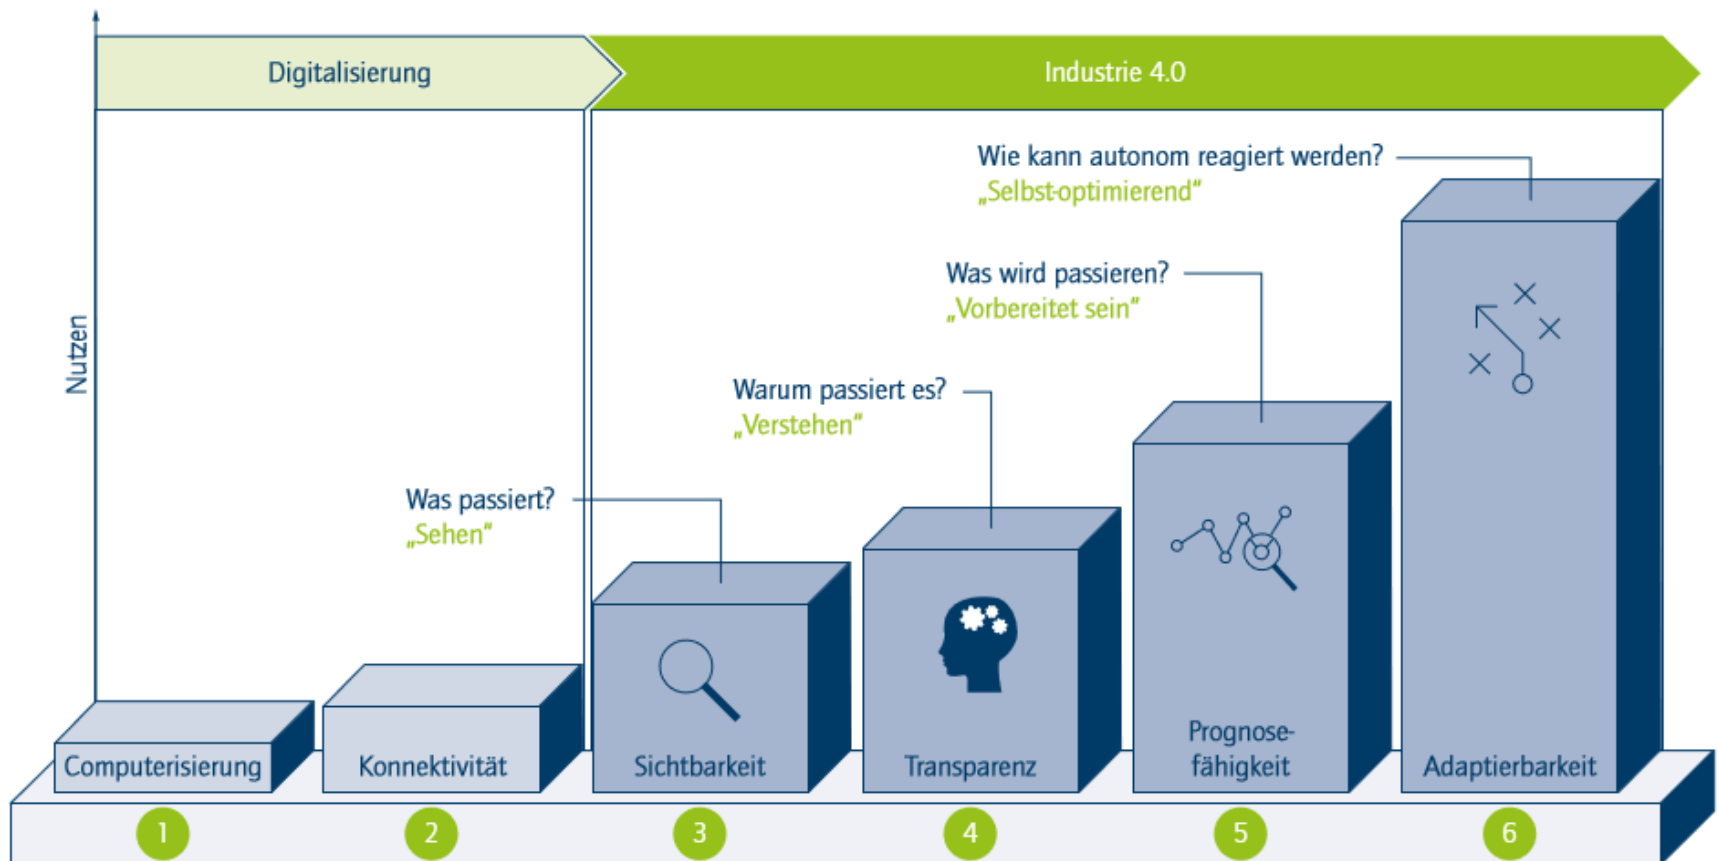 Digitalisierung
Industrie 4.0
Nutzen
Wie kann autonom reagiert werden?
„Selbst-optimierend“
Was wird passieren?
„Vorbereitet sein“
Warum passiert es?
„Verstehen“
Was passiert?
„Sehen“
Computerisierung
Konnektivität
Sichtbarkeit
Transparenz
Prognose-
fähigkeit
Adaptierbarkeit
1
2
3
4
5
6